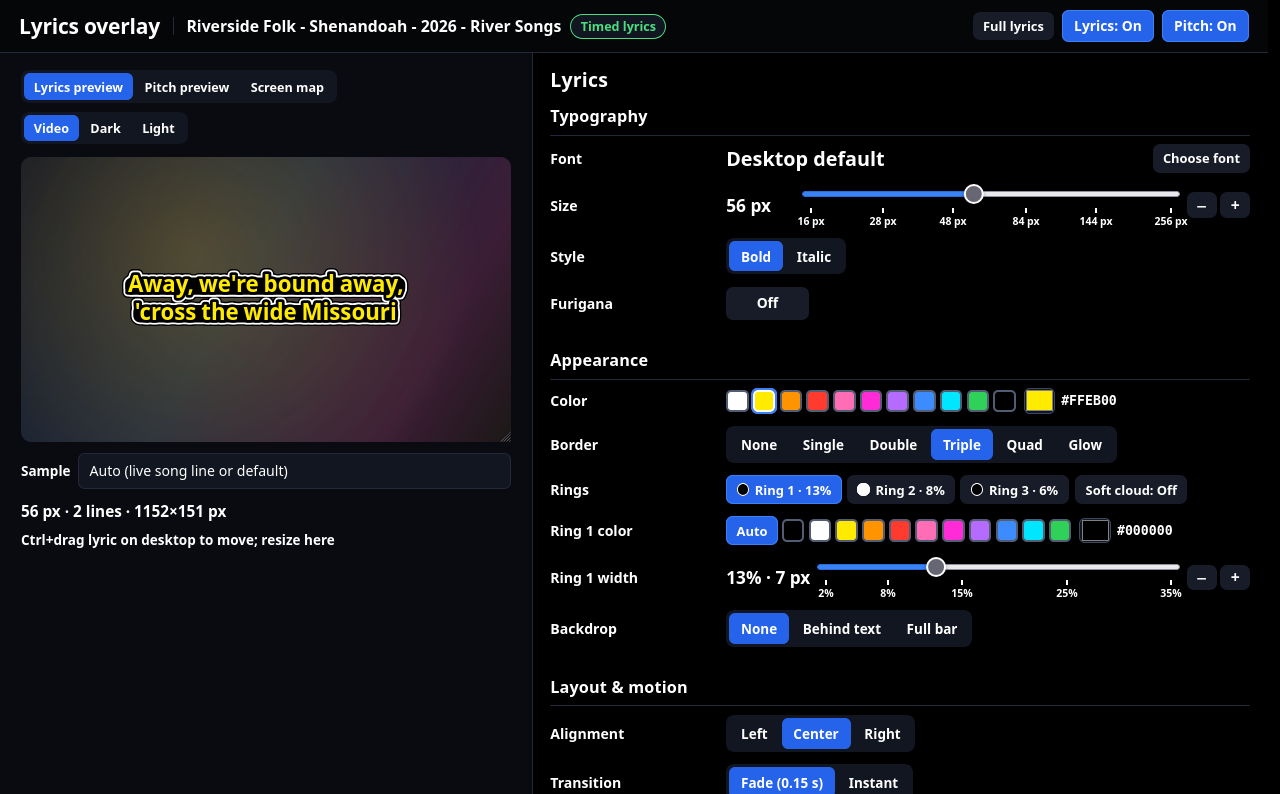 Lyrics overlay
Riverside Folk - Shenandoah - 2026 - River Songs
Timed lyrics
Full lyrics
Lyrics: On
Pitch: On
Lyrics preview
Pitch preview
Screen map
Video
Dark
Light
Away, we're bound away,
'cross the wide Missouri
Sample
Auto (live song line or default)
56 px · 2 lines · 1152×151 px
Ctrl+drag lyric on desktop to move; resize here
Lyrics
Typography
Font
Desktop default
Choose font
Size
56 px
16 px
28 px
48 px
84 px
144 px
256 px
–
+
Style
Bold
Italic
Furigana
Off
Appearance
Color
#FFEB00
Border
None
Single
Double
Triple
Quad
Glow
Rings
Ring 1 · 13%
Ring 2 · 8%
Ring 3 · 6%
Soft cloud: Off
Ring 1 color
Auto
#000000
Ring 1 width
13% · 7 px
2%
8%
15%
25%
35%
–
+
Backdrop
None
Behind text
Full bar
Layout & motion
Alignment
Left
Center
Right
Transition
Fade (0.15 s)
Instant